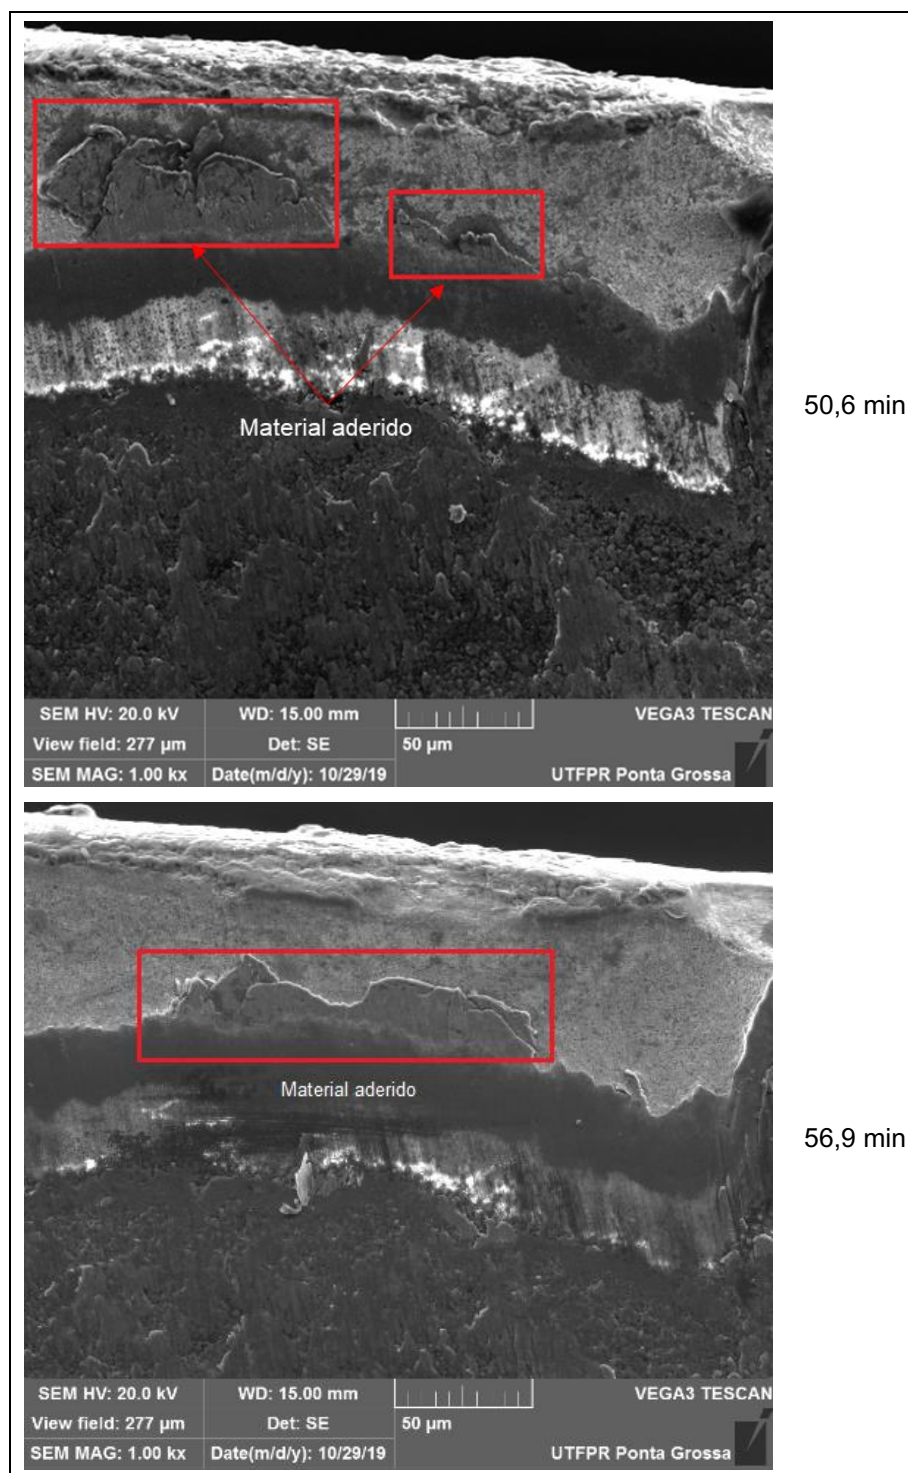 Material aderido
50,6 min
SEM HV: 20.0 kV WD: 15.00 mm VEGA3 TESCAN
View field: 277 µm Det: SE 50 µm
SEM MAG: 1.00 kx Date(m/d/y): 10/29/19 UTFPR Ponta Grossa
Material aderido
56,9 min
SEM HV: 20.0 kV WD: 15.00 mm VEGA3 TESCAN
View field: 277 µm Det: SE 50 µm
SEM MAG: 1.00 kx Date(m/d/y): 10/29/19 UTFPR Ponta Grossa